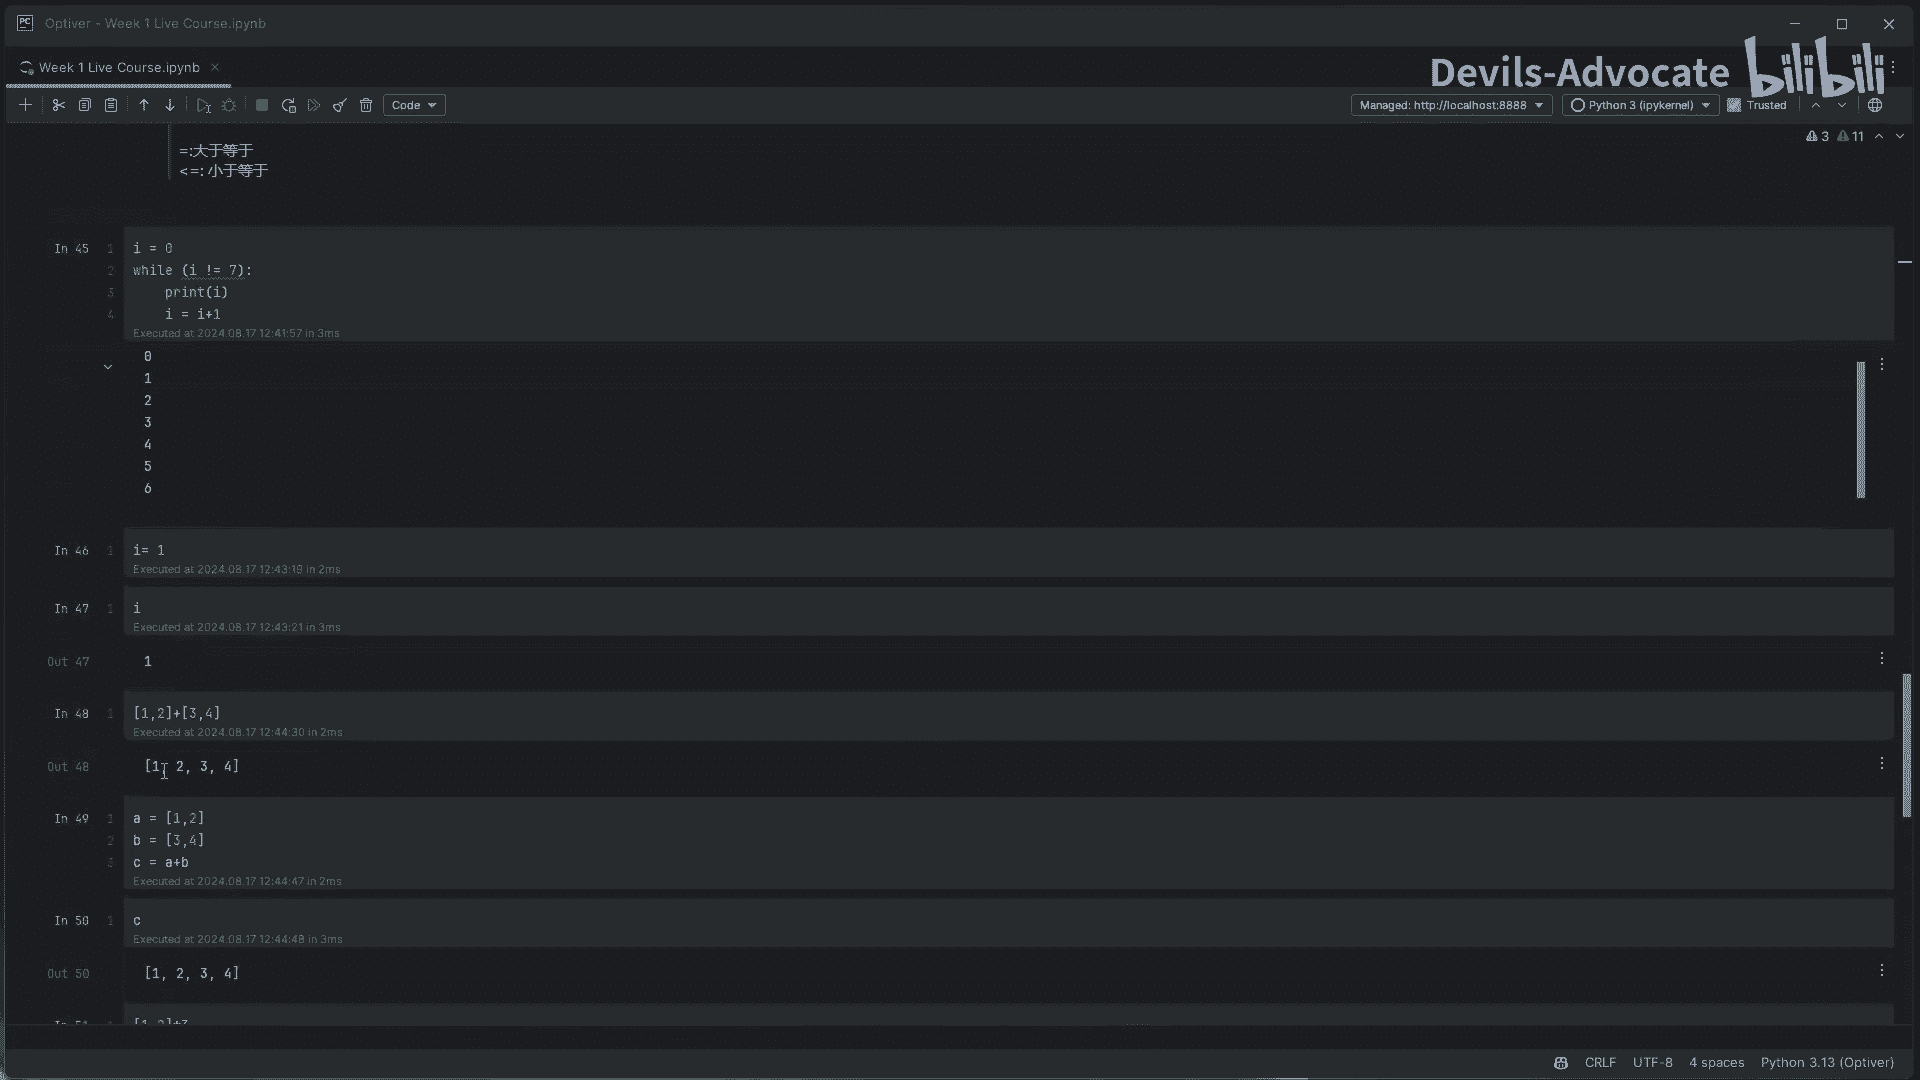 PC Optiver - Week 1 Live Course.ipynb
Week 1 Live Course.ipynb
Devils-Advocate bilibili
Code
Managed: http://localhost:8888
Python 3 (ipykernel)
Trusted
3 11
=:大于等于
<=: 小于等于
In 45
1 i = 0
2 while (i != 7):
3 print(i)
4 i = i+1
Executed at 2024.08.17 12:41:57 in 3ms
0
1
2
3
4
5
6
In 46 1 i= 1
Executed at 2024.08.17 12:43:19 in 2ms
In 47 1 i
Executed at 2024.08.17 12:43:21 in 3ms
Out 47 1
In 48 1 [1,2]+[3,4]
Executed at 2024.08.17 12:44:30 in 2ms
Out 48 [1, 2, 3, 4]
In 49 1 a = [1,2]
2 b = [3,4]
3 c = a+b
Executed at 2024.08.17 12:44:47 in 2ms
In 50 1 c
Executed at 2024.08.17 12:44:48 in 3ms
Out 50 [1, 2, 3, 4]
CRLF UTF-8 4 spaces Python 3.13 (Optiver)